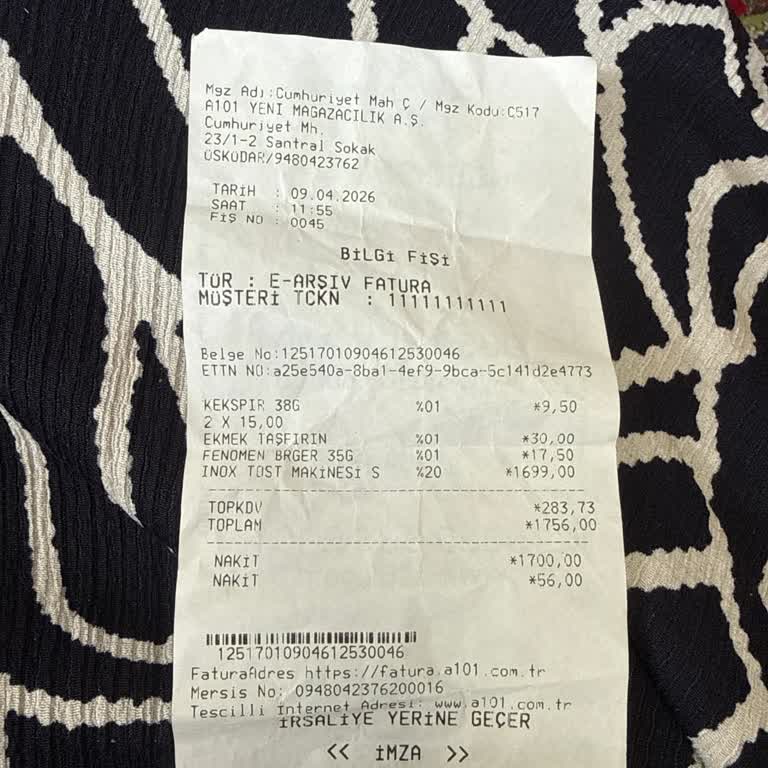 Mgz Adı:Cumhuriyet Mah Ç / Mgz Kodu:C517
A101 YENİ MAGAZACILIK A.Ş.
Cumhuriyet Mh.
23/1-2 Santral Sokak
ÜSKÜDAR/9480423762
TARİH : 09.04.2026
SAAT : 11:55
FİŞ NO : 0045
BİLGİ FİŞİ
TÜR : E-ARŞİV FATURA
MÜŞTERİ TCKN : 11111111111
Belge No:12517010904612530046
ETTN NO:a25e540a-8ba1-4ef9-9bca-5c141d2e4773
KEKSPIR 38G %01 *9,50
2 X 15,00
EKMEK TAŞFIRIN %01 *30,00
FENOMEN BRGER 35G %01 *17,50
INOX TOST MAKİNESİ S %20 *1699,00
TOPKDV *283,73
TOPLAM *1756,00
NAKİT *1700,00
NAKİT *56,00
12517010904612530046
FaturaAdres https://fatura.a101.com.tr
Mersis No: 0948042376200016
Tescilli İnternet Adresi: www.a101.com.tr
İRSALİYE YERİNE GEÇER
<< İMZA >>